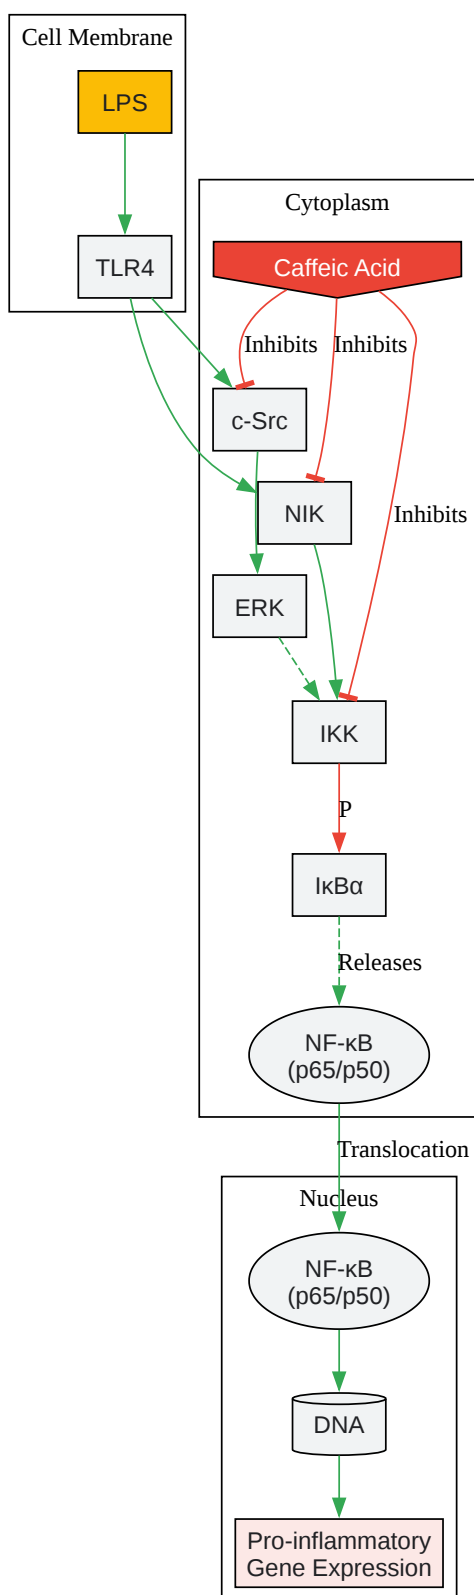 Cell Membrane
LPS
TLR4
Cytoplasm
Caffeic Acid
Inhibits
Inhibits
c-Src
NIK
Inhibits
ERK
IKK
P
IκBα
Releases
NF-κB
(p65/p50)
Translocation
Nucleus
NF-κB
(p65/p50)
DNA
Pro-inflammatory
Gene Expression